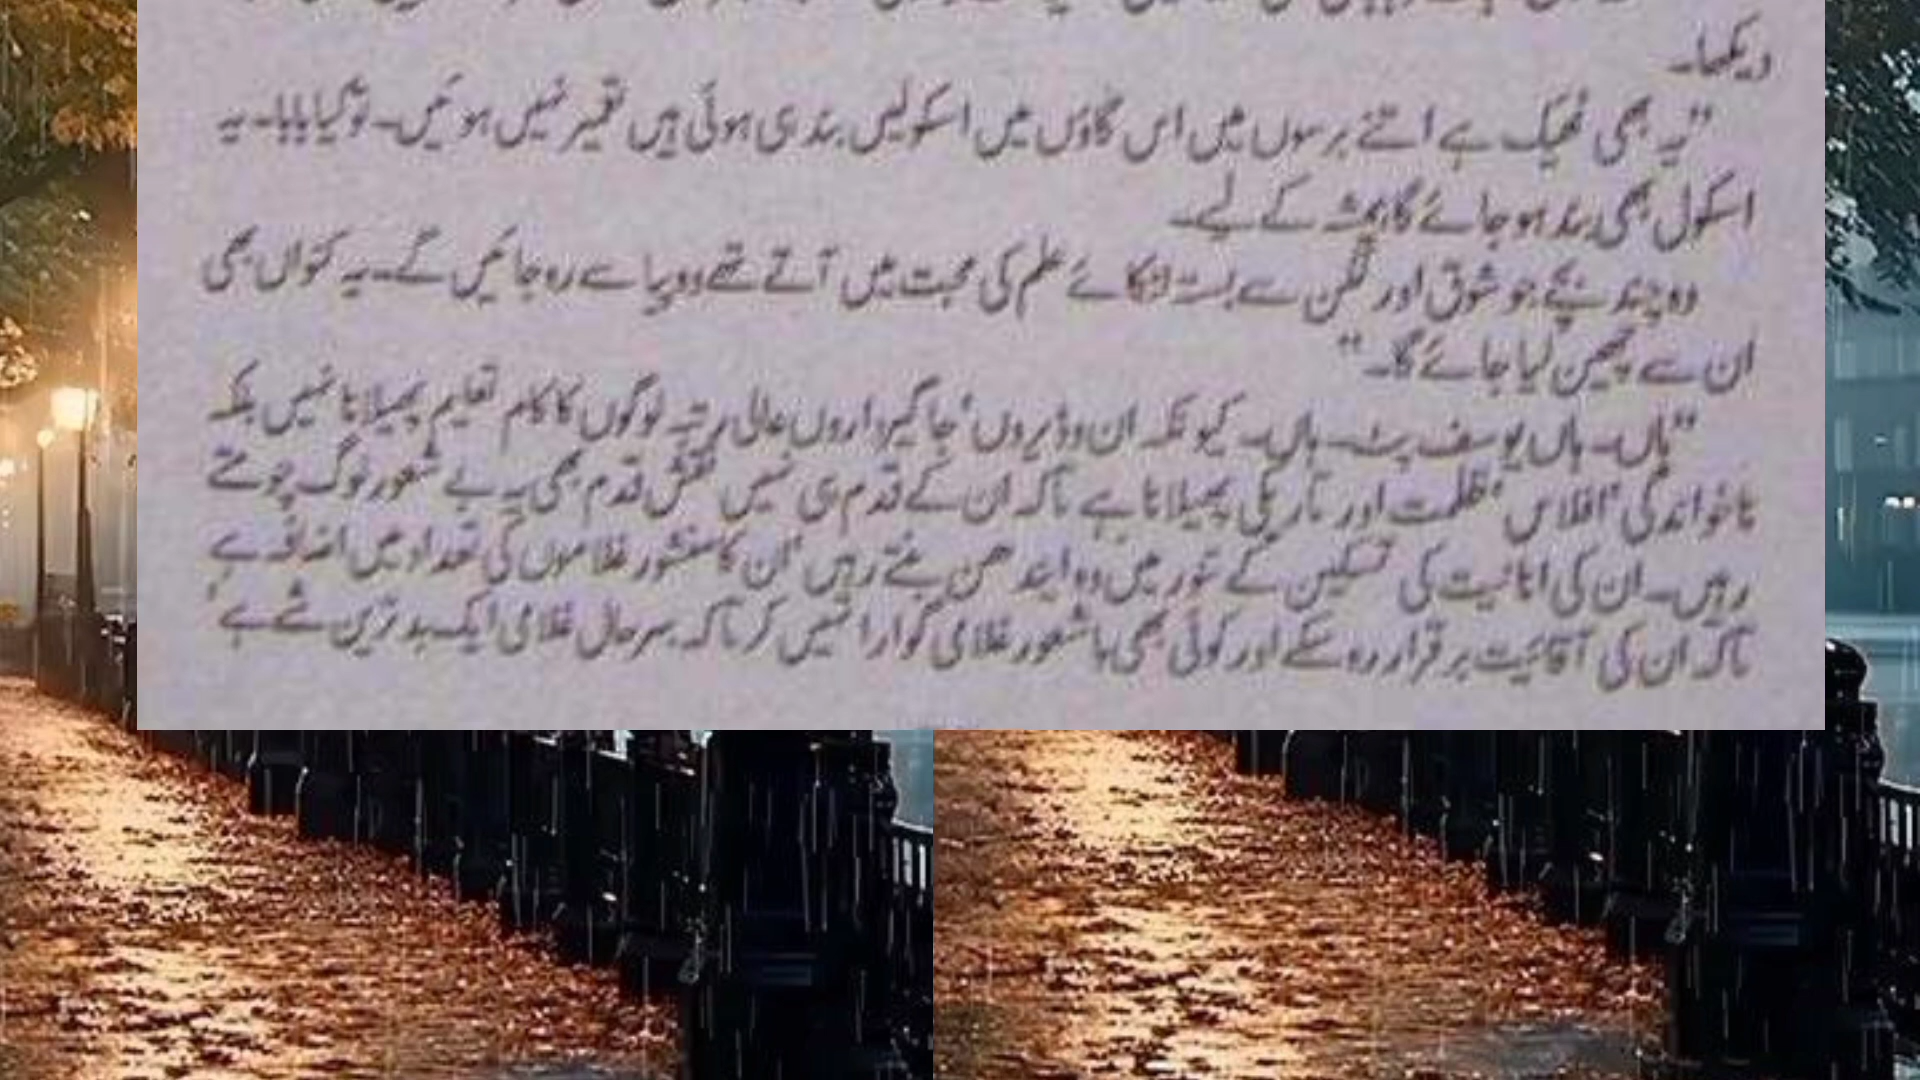 دیکھا۔
”یہ بھی ٹھیک ہے اتنے برسوں میں اس گاؤں میں اسکولیں بند ہی ہوئی ہیں تعمیر نہیں ہوئیں۔ تو کیا بابا۔ یہ
اسکول بھی بند ہو جائے گا ہمیشہ کے لیے۔
وہ چند بچے جو شوق اور لگن سے بستہ لٹکائے علم کی محبت میں آتے تھے وہ پیاسے رہ جائیں گے۔ یہ کنواں بھی
ان سے چھین لیا جائے گا۔“
”ہاں۔ ہاں یوسف پٹ۔ ہاں۔ کیونکہ ان وڈیروں‘ جاگیرداروں عالی رتبہ لوگوں کا کام تعلیم پھیلانا نہیں بلکہ
ناخواندگی‘ افلاس‘ ظلمت اور تاریکی پھیلانا ہے تاکہ ان کے قدم ہی نہیں نقش قدم بھی یہ بے شعور لوگ چومتے
رہیں۔ ان کی انانیت کی تسکین کے تنور میں وہ ایندھن بنتے رہیں‘ ان کا منشور غلاموں کی تعداد میں اضافہ ہے
تاکہ ان کی آقائیت برقرار رہ سکے اور کوئی بھی باشعور غلامی گوارا نہیں کرتا کہ بہرحال غلامی ایک بدترین شے ہے‘